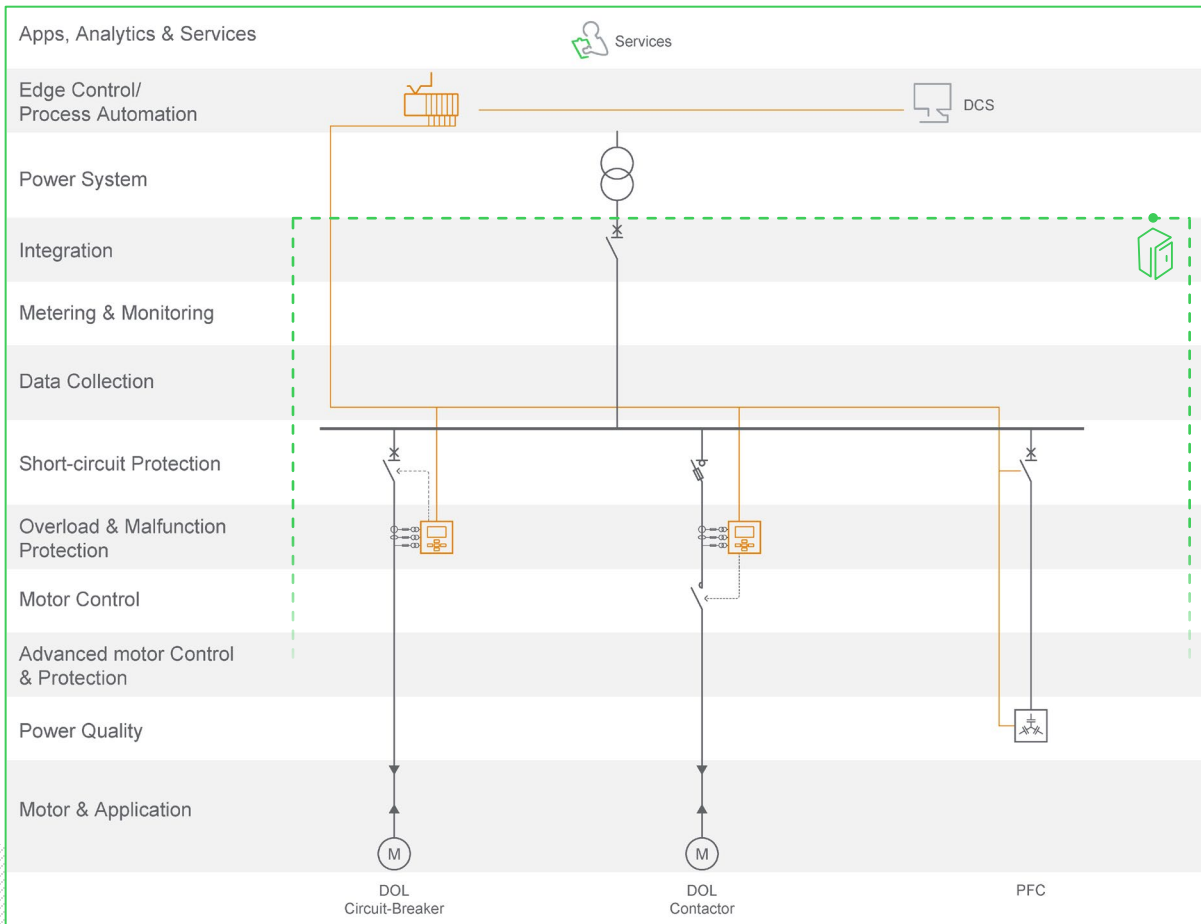 Apps, Analytics & Services
Services
Edge Control/
Process Automation
DCS
Power System
Integration
Metering & Monitoring
Data Collection
Short-circuit Protection
Overload & Malfunction
Protection
Motor Control
Advanced motor Control
& Protection
Power Quality
Motor & Application
M
M
DOL
Circuit-Breaker
DOL
Contactor
PFC